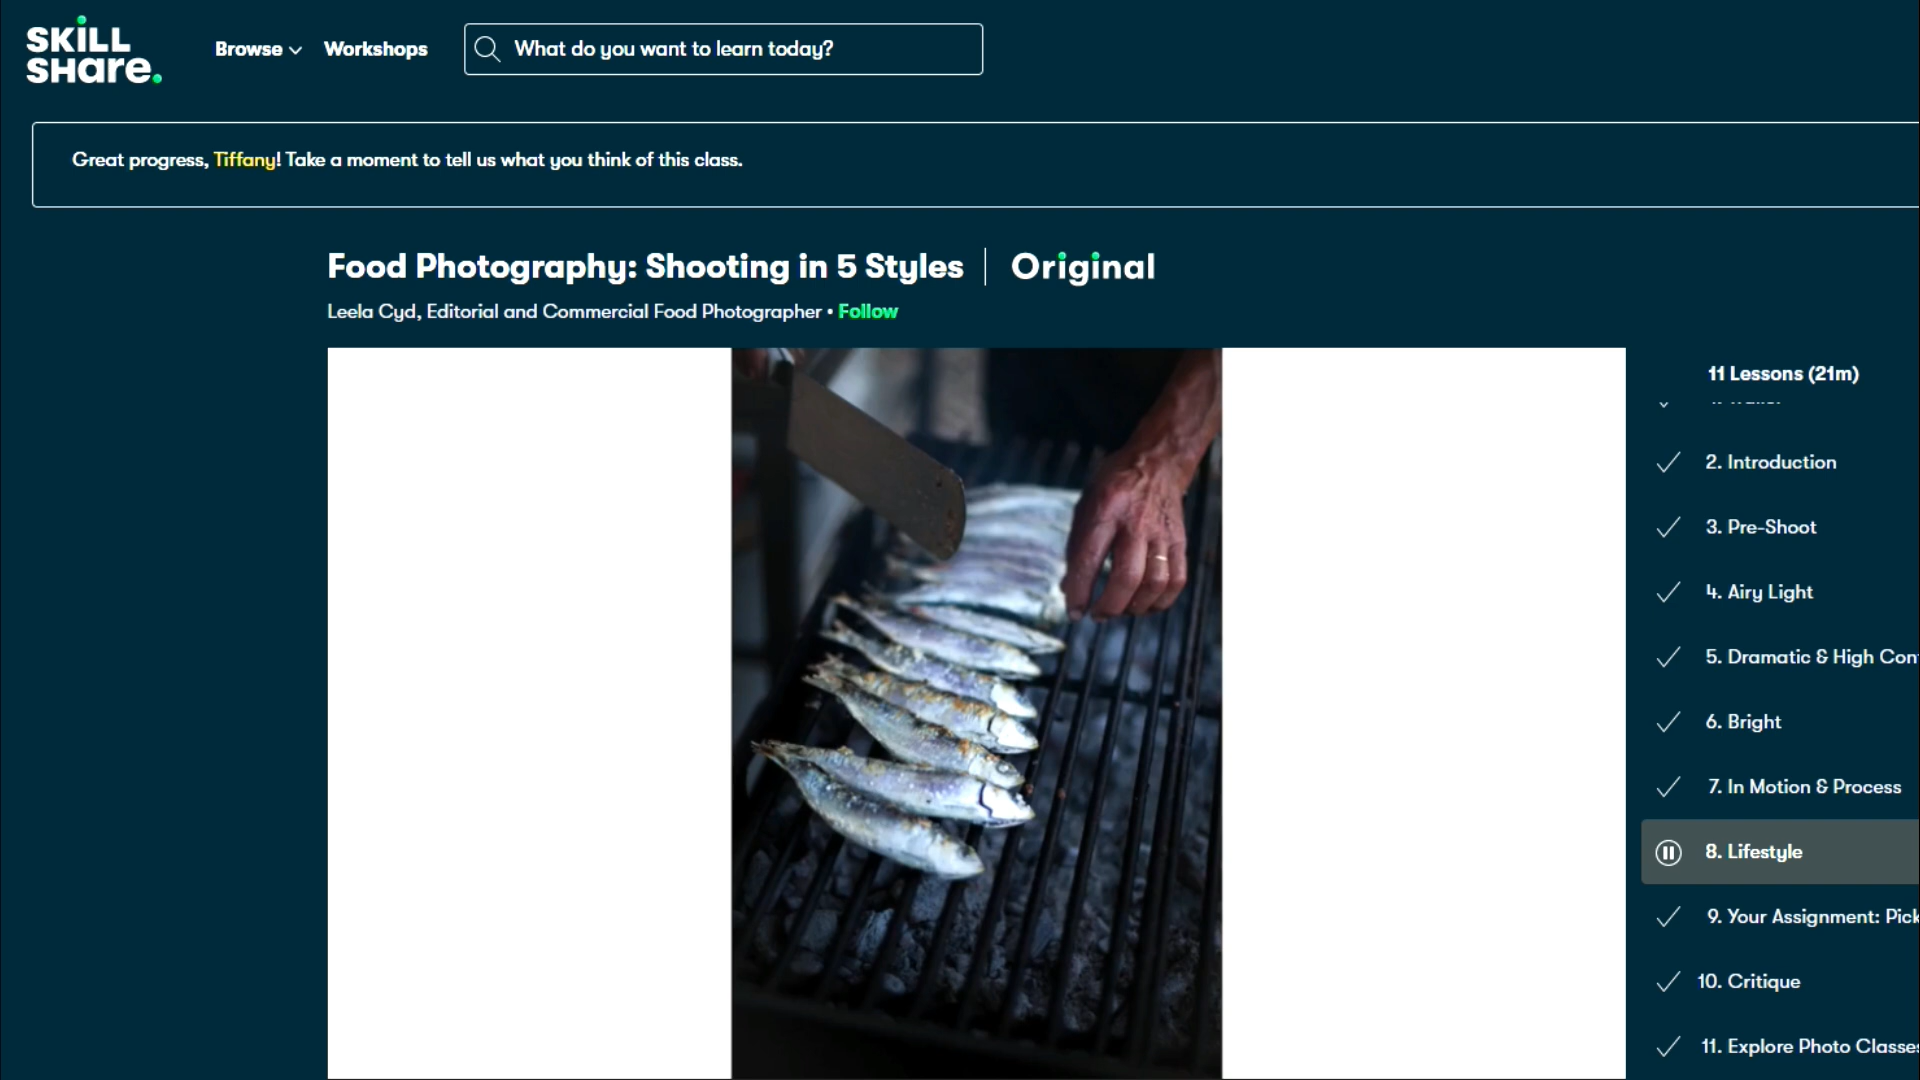 SKILL
SHare.
Browse
Workshops
What do you want to learn today?
Great progress, Tiffany! Take a moment to tell us what you think of this class.
Food Photography: Shooting in 5 Styles
Original
Leela Cyd, Editorial and Commercial Food Photographer • Follow
11 Lessons (21m)
2. Introduction
3. Pre-Shoot
4. Airy Light
5. Dramatic & High Con
6. Bright
7. In Motion & Process
8. Lifestyle
9. Your Assignment: Pick
10. Critique
11. Explore Photo Classes